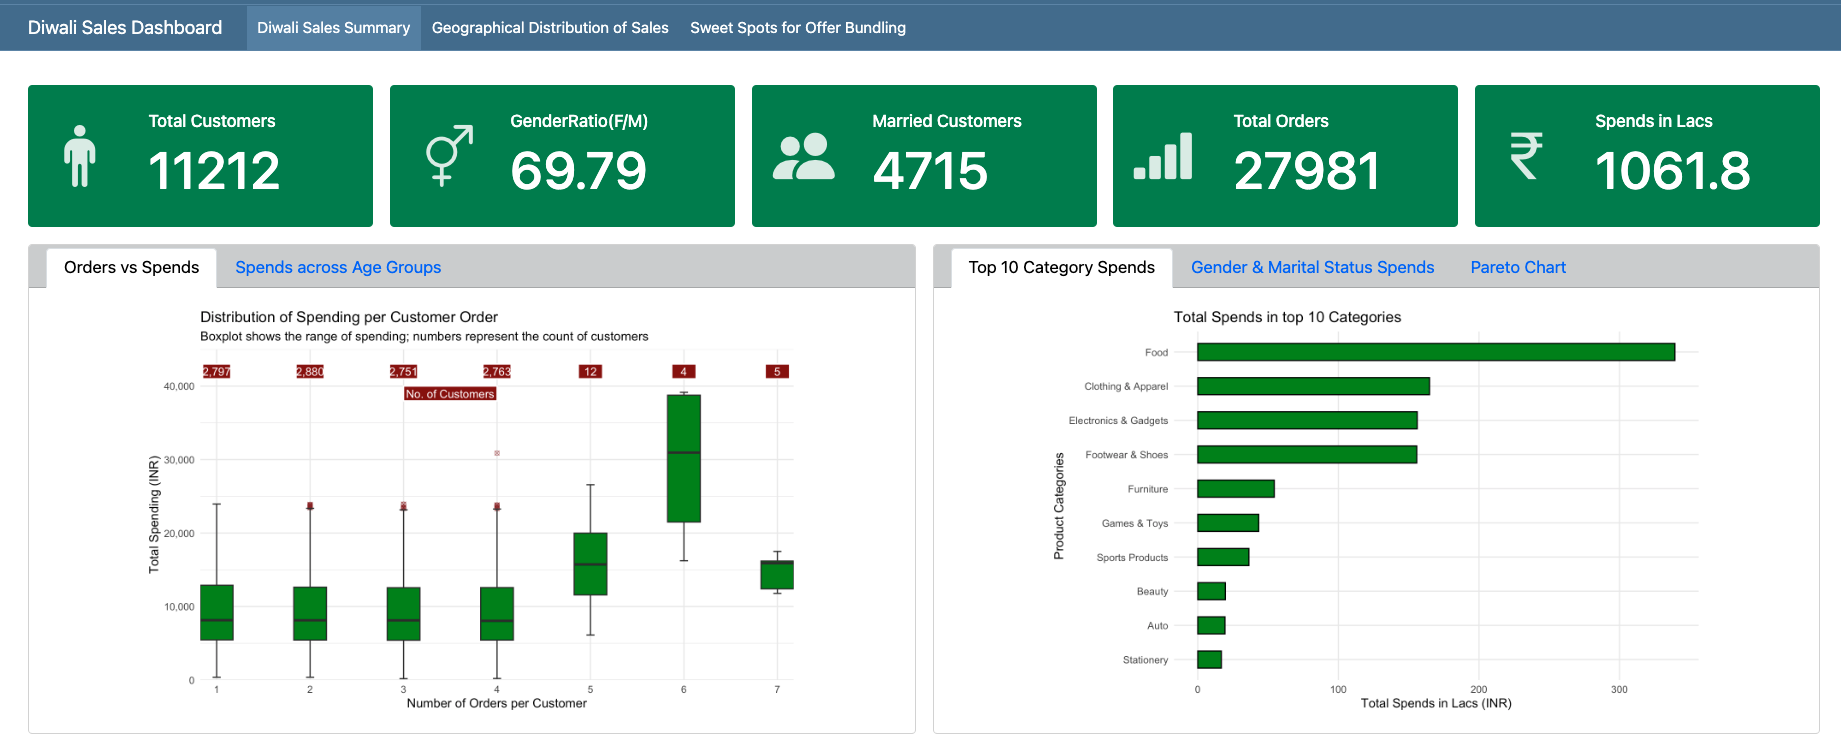 Diwali Sales Dashboard
Diwali Sales Summary
Geographical Distribution of Sales
Sweet Spots for Offer Bundling
Total Customers
11212
GenderRatio(F/M)
69.79
Married Customers
4715
Total Orders
27981
Spends in Lacs
1061.8
Orders vs Spends
Spends across Age Groups
Distribution of Spending per Customer Order
Boxplot shows the range of spending; numbers represent the count of customers
2,797 2,880 2,751 2,763 12 4 5
No. of Customers
Total Spending (INR)
40,000
30,000
20,000
10,000
0
1 2 3 4 5 6 7
Number of Orders per Customer
Top 10 Category Spends
Gender & Marital Status Spends
Pareto Chart
Total Spends in top 10 Categories
Product Categories
Food
Clothing & Apparel
Electronics & Gadgets
Footwear & Shoes
Furniture
Games & Toys
Sports Products
Beauty
Auto
Stationery
0 100 200 300
Total Spends in Lacs (INR)